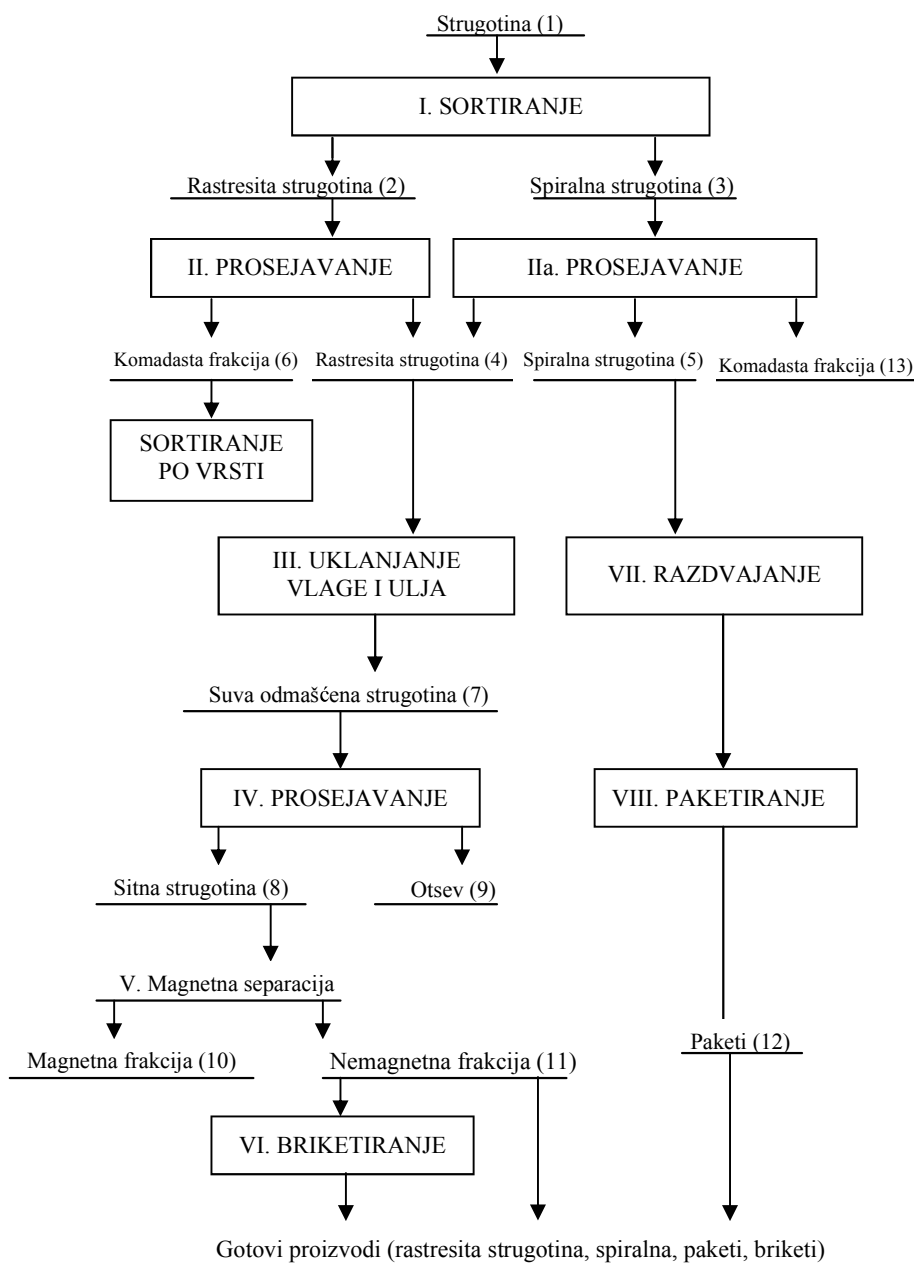 Strugotina (1)
I. SORTIRANJE
Rastresita strugotina (2)
Spiralna strugotina (3)
II. PROSEJAVANJE
IIa. PROSEJAVANJE
Komadasta frakcija (6)
Rastresita strugotina (4)
Spiralna strugotina (5)
Komadasta frakcija (13)
SORTIRANJE
PO VRSTI
III. UKLANJANJE
VLAGE I ULJA
VII. RAZDVAJANJE
Suva odmašćena strugotina (7)
IV. PROSEJAVANJE
VIII. PAKETIRANJE
Sitna strugotina (8)
Otsev (9)
V. Magnetna separacija
Magnetna frakcija (10)
Nemagnetna frakcija (11)
Paketi (12)
VI. BRIKETIRANJE
Gotovi proizvodi (rastresita strugotina, spiralna, paketi, briketi)